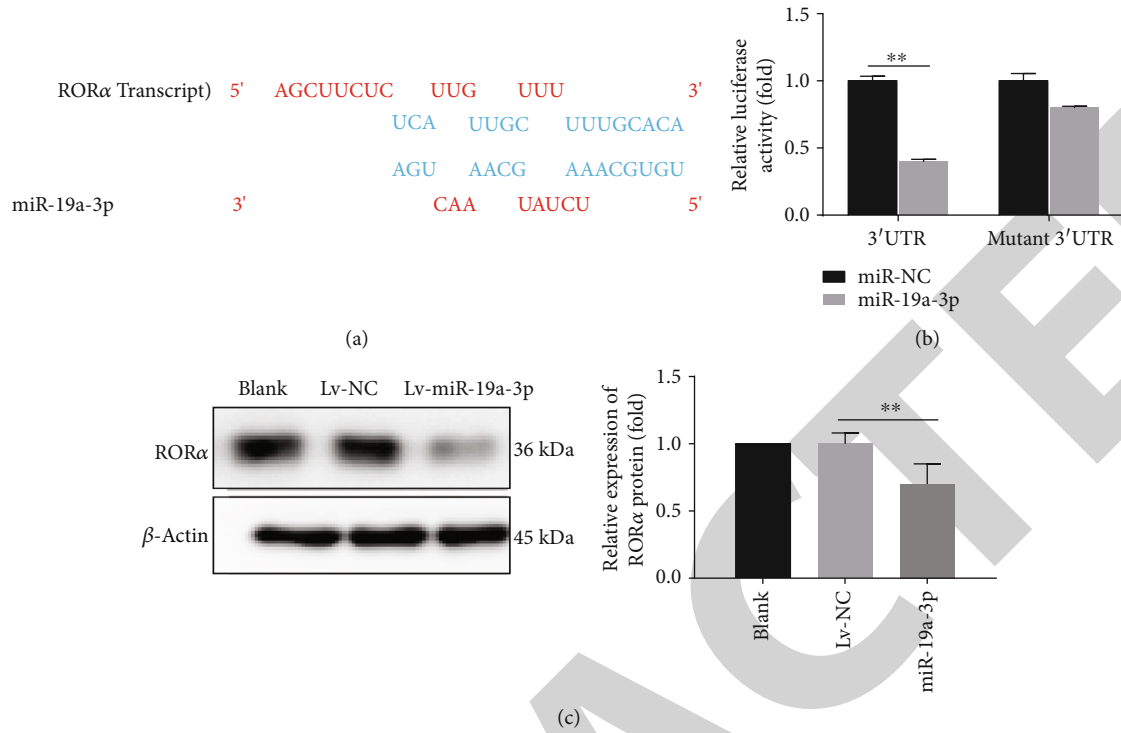 RORα Transcript) 5' AGCUUCUC UUG UUU 3'
UCA UUGC UUUGCACA
AGU AACG AAACGUGU
miR-19a-3p 3' CAA UAUCU 5'
(a)
Relative luciferase
activity (fold)
1.5
1.0
0.5
0.0
**
3′UTR Mutant 3′UTR
miR-NC
miR-19a-3p
(b)
Blank Lv-NC Lv-miR-19a-3p
RORα 36 kDa
β-Actin 45 kDa
Relative expression of
RORα protein (fold)
1.5
1.0
0.5
0.0
**
Blank
Lv-NC
miR-19a-3p
(c)